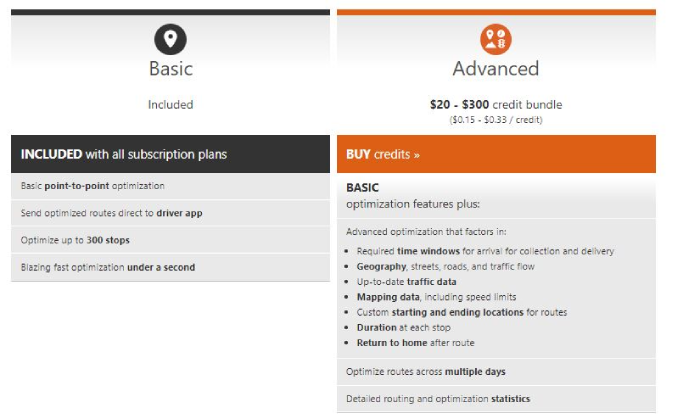 Basic
Included
INCLUDED with all subscription plans
Basic point-to-point optimization
Send optimized routes direct to driver app
Optimize up to 300 stops
Blazing fast optimization under a second
Advanced
$20 - $300 credit bundle
($0.15 - $0.33 / credit)
BUY credits »
BASIC
optimization features plus:
Advanced optimization that factors in:
• Required time windows for arrival for collection and delivery
• Geography, streets, roads, and traffic flow
• Up-to-date traffic data
• Mapping data, including speed limits
• Custom starting and ending locations for routes
• Duration at each stop
• Return to home after route
Optimize routes across multiple days
Detailed routing and optimization statistics